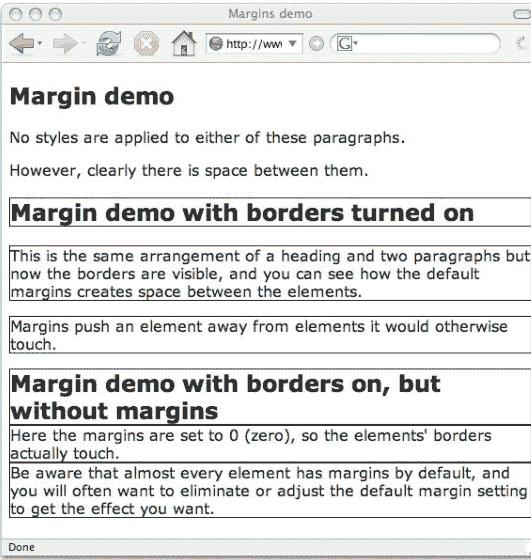 Margins demo
http://ww
G
Margin demo
No styles are applied to either of these paragraphs.
However, clearly there is space between them.
Margin demo with borders turned on
This is the same arrangement of a heading and two paragraphs but
now the borders are visible, and you can see how the default
margins creates space between the elements.
Margins push an element away from elements it would otherwise
touch.
Margin demo with borders on, but
without margins
Here the margins are set to 0 (zero), so the elements' borders
actually touch.
Be aware that almost every element has margins by default, and
you will often want to eliminate or adjust the default margin setting
to get the effect you want.
Done